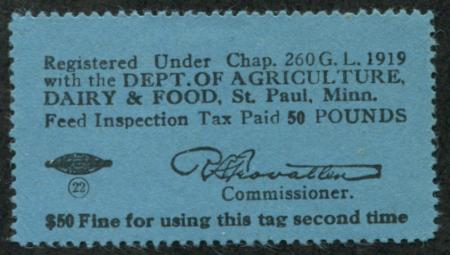 Registered Under Chap. 260 G. L. 1919
with the DEPT. OF AGRICULTURE,
DAIRY & FOOD, St. Paul, Minn.
Feed Inspection Tax Paid 50 POUNDS
22
Commissioner.
$50 Fine for using this tag second time